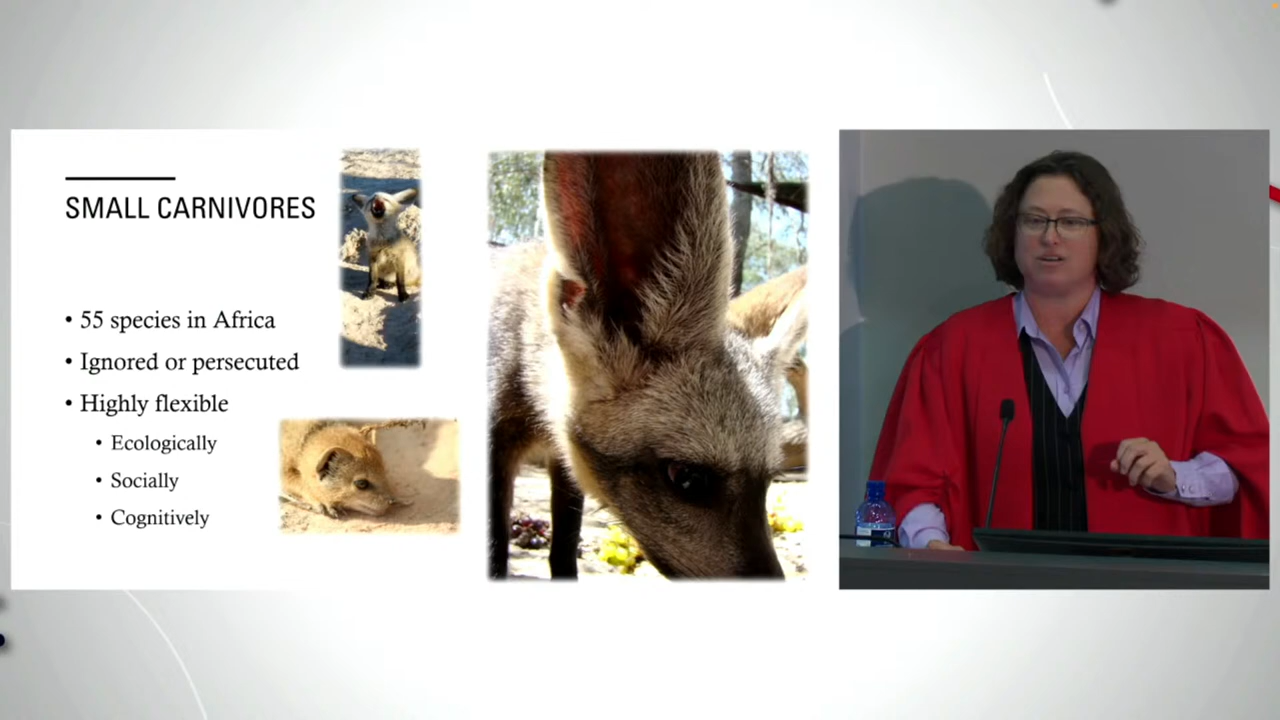 SMALL CARNIVORES
• 55 species in Africa
• Ignored or persecuted
• Highly flexible
• Ecologically
• Socially
• Cognitively